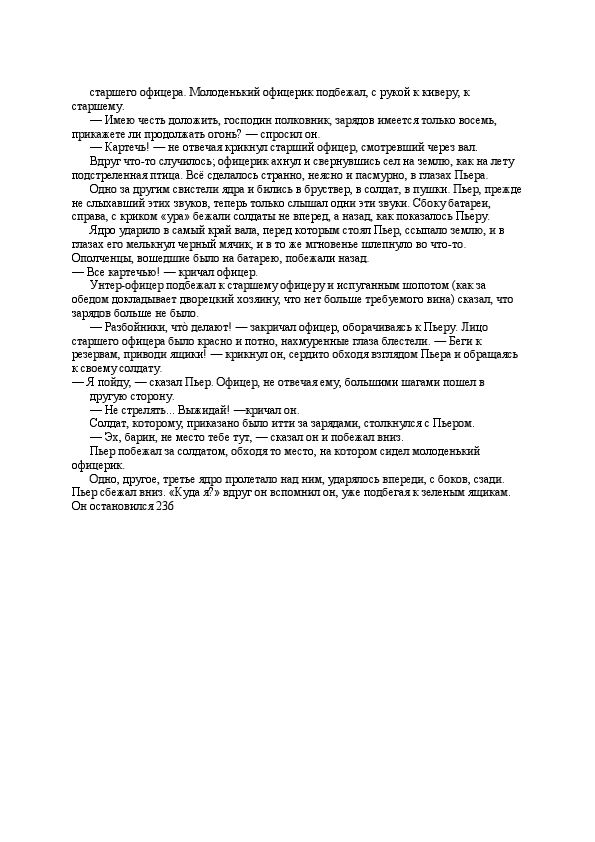 старшего офицера. Молоденький офицерик подбежал, с рукой к киверу, к
старшему.
— Имею честь доложить, господин полковник, зарядов имеется только восемь,
прикажете ли продолжать огонь? — спросил он.
— Картечь! — не отвечая крикнул старший офицер, смотревший через вал.
Вдруг что-то случилось; офицерик ахнул и свернувшись сел на землю, как на лету
подстреленная птица. Всё сделалось странно, неясно и пасмурно, в глазах Пьера.
Одно за другим свистели ядра и бились в бруствер, в солдат, в пушки. Пьер, прежде
не слыхавший этих звуков, теперь только слышал одни эти звуки. Сбоку батареи,
справа, с криком «ура» бежали солдаты не вперед, а назад, как показалось Пьеру.
Ядро ударило в самый край вала, перед которым стоял Пьер, ссыпало землю, и в
глазах его мелькнул черный мячик, и в то же мгновенье шлепнуло во что-то.
Ополченцы, вошедшие было на батарею, побежали назад.
— Все картечью! — кричал офицер.
Унтер-офицер подбежал к старшему офицеру и испуганным шопотом (как за
обедом докладывает дворецкий хозяину, что нет больше требуемого вина) сказал, что
зарядов больше не было.
— Разбойники, что̀ делают! — закричал офицер, оборачиваясь к Пьеру. Лицо
старшего офицера было красно и потно, нахмуренные глаза блестели. — Беги к
резервам, приводи ящики! — крикнул он, сердито обходя взглядом Пьера и обращаясь
к своему солдату.
— Я пойду, — сказал Пьер. Офицер, не отвечая ему, большими шагами пошел в
другую сторону.
— Не стрелять... Выжидай! —кричал он.
Солдат, которому, приказано было итти за зарядами, столкнулся с Пьером.
— Эх, барин, не место тебе тут, — сказал он и побежал вниз.
Пьер побежал за солдатом, обходя то место, на котором сидел молоденький
офицерик.
Одно, другое, третье ядро пролетало над ним, ударялось впереди, с боков, сзади.
Пьер сбежал вниз. «Куда я?» вдруг он вспомнил он, уже подбегая к зеленым ящикам.
Он остановился 236